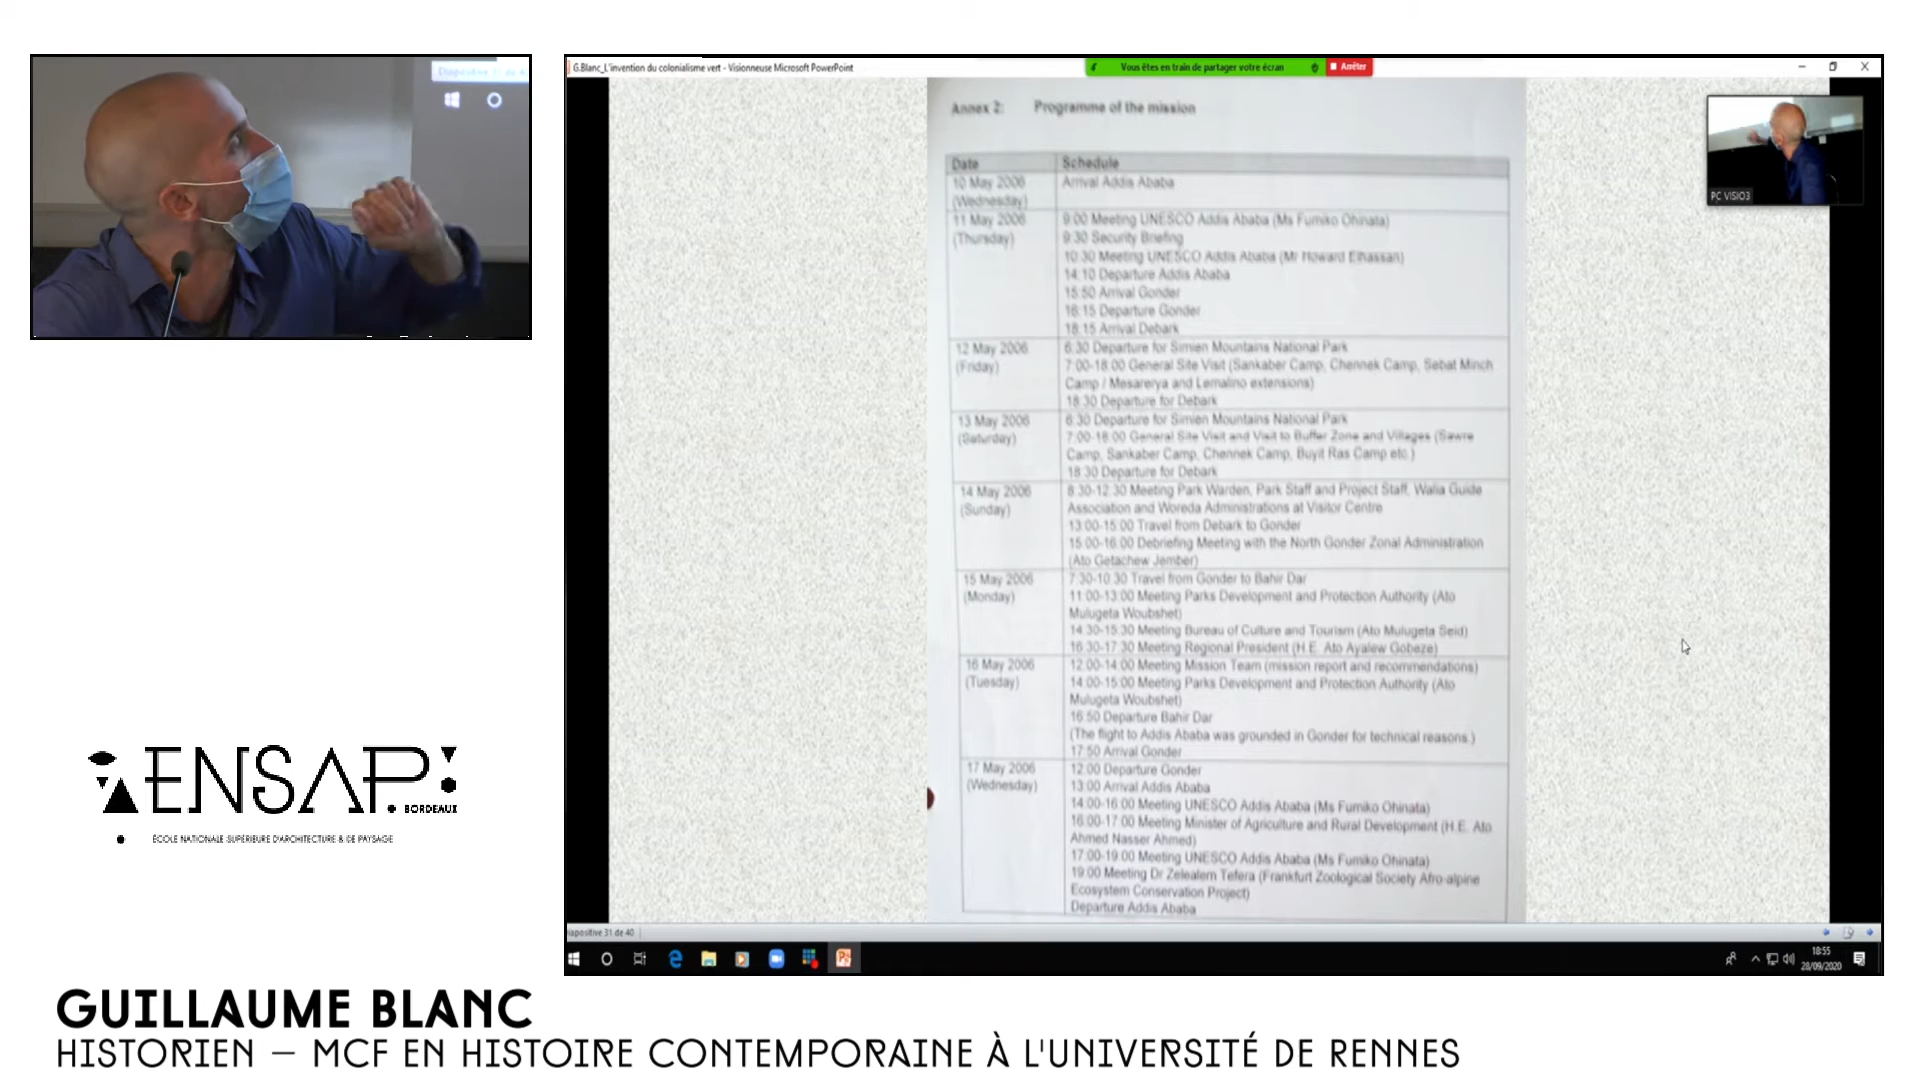 G.Blanc_L'invention du colonialisme vert - Visionneuse Microsoft PowerPoint
Vous êtes en train de partager votre écran
Arrêter
PC VISIO3
Annex 2: Programme of the mission
Date Schedule
10 May 2006 Arrival Addis Ababa
(Wednesday)
11 May 2006 9:00 Meeting UNESCO Addis Ababa (Ms Fumiko Ohinata)
(Thursday) 9:30 Security Briefing
10:30 Meeting UNESCO Addis Ababa (Mr Howard Elhassan)
14:10 Departure Addis Ababa
15:50 Arrival Gonder
16:15 Departure Gonder
18:15 Arrival Debark
12 May 2006 6:30 Departure for Simien Mountains National Park
(Friday) 7:00-18:00 General Site Visit (Sankaber Camp, Chennek Camp, Sebat Minch
Camp / Mesarerya and Lemalino extensions)
18:30 Departure for Debark
13 May 2006 6:30 Departure for Simien Mountains National Park
(Saturday) 7:00-18:00 General Site Visit and Visit to Buffer Zone and Villages (Sawre
Camp, Sankaber Camp, Chennek Camp, Buyit Ras Camp etc.)
18:30 Departure for Debark
14 May 2006 8:30-12:30 Meeting Park Warden, Park Staff and Project Staff, Walia Guide
(Sunday) Association and Woreda Administrations at Visitor Centre
13:00-15:00 Travel from Debark to Gonder
15:00-16:00 Debriefing Meeting with the North Gonder Zonal Administration
(Ato Getachew Jember)
15 May 2006 7:30-10:30 Travel from Gonder to Bahir Dar
(Monday) 11:00-13:00 Meeting Parks Development and Protection Authority (Ato
Mulugeta Woubshet)
14:30-15:30 Meeting Bureau of Culture and Tourism (Ato Mulugeta Seid)
16:30-17:30 Meeting Regional President (H.E. Ato Ayalew Gobeze)
16 May 2006 12:00-14:00 Meeting Mission Team (mission report and recommendations)
(Tuesday) 14:00-15:00 Meeting Parks Development and Protection Authority (Ato
Mulugeta Woubshet)
16:50 Departure Bahir Dar
(The flight to Addis Ababa was grounded in Gonder for technical reasons.)
17:50 Arrival Gonder
17 May 2006 12:00 Departure Gonder
(Wednesday) 13:00 Arrival Addis Ababa
14:00-16:00 Meeting UNESCO Addis Ababa (Ms Fumiko Ohinata)
16:00-17:00 Meeting Minister of Agriculture and Rural Development (H.E. Ato
Ahmed Nasser Ahmed)
17:00-19:00 Meeting UNESCO Addis Ababa (Ms Fumiko Ohinata)
19:00 Meeting Dr Zelealem Tefera (Frankfurt Zoological Society Afro-alpine
Ecosystem Conservation Project)
Departure Addis Ababa
iapositive 31 de 40
18:55
28/09/2020
ENSAP
BORDEAUX
ÉCOLE NATIONALE SUPÉRIEURE D'ARCHITECTURE & DE PAYSAGE
GUILLAUME BLANC
HISTORIEN – MCF EN HISTOIRE CONTEMPORAINE À L'UNIVERSITÉ DE RENNES